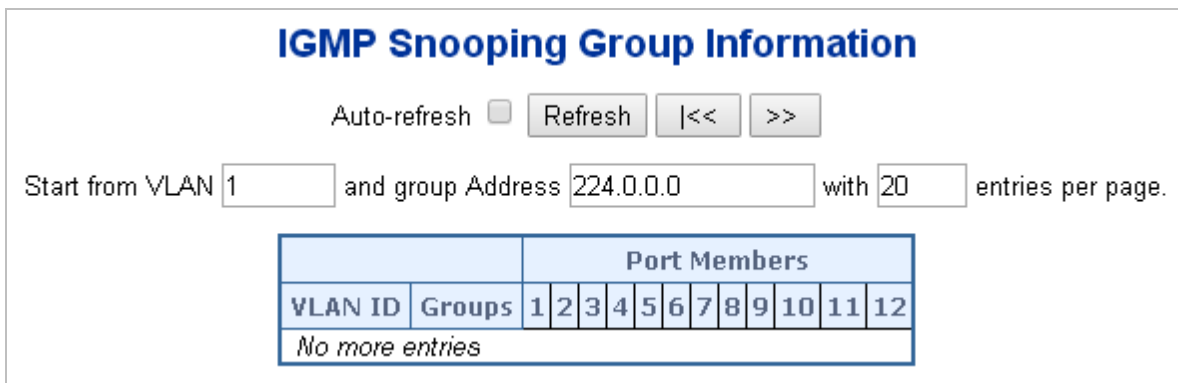 IGMP Snooping Group Information
Auto-refresh Refresh |<< >>
Start from VLAN 1 and group Address 224.0.0.0 with 20 entries per page.
Port Members
VLAN ID Groups 1 2 3 4 5 6 7 8 9 10 11 12
No more entries